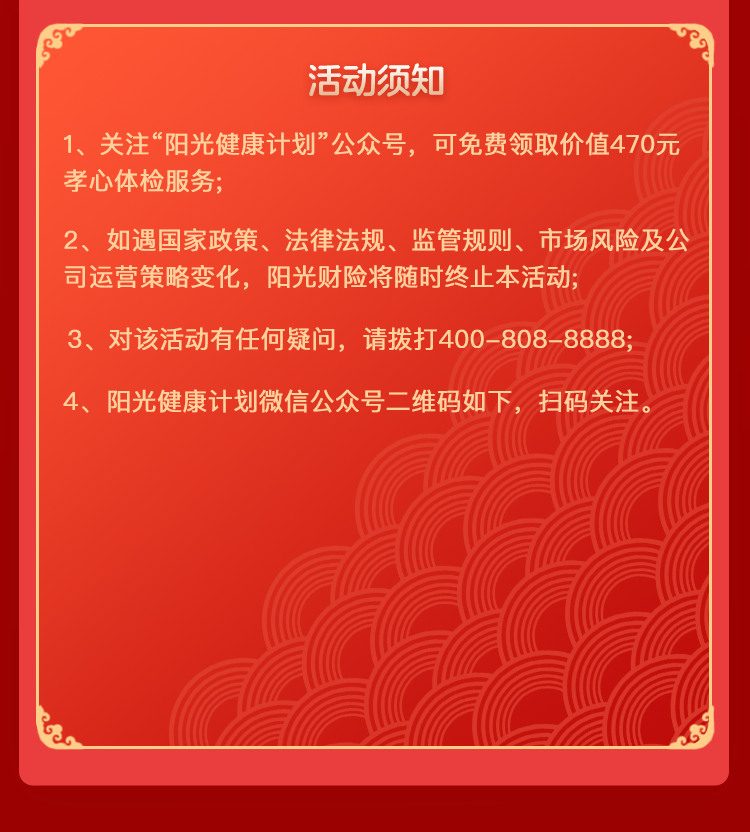 活动须知
1、关注“阳光健康计划”公众号，可免费领取价值470元
孝心体检服务;
2、如遇国家政策、法律法规、监管规则、市场风险及公
司运营策略变化，阳光财险将随时终止本活动;
3、对该活动有任何疑问，请拨打400-808-8888;
4、阳光健康计划微信公众号二维码如下，扫码关注。